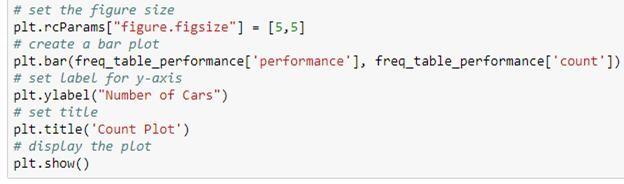 # set the figure size
plt.rcParams["figure.figsize"] = [5,5]
# create a bar plot
plt.bar(freq_table_performance['performance'], freq_table_performance['count'])
# set label for y-axis
plt.ylabel("Number of Cars")
# set title
plt.title('Count Plot')
# display the plot
plt.show()